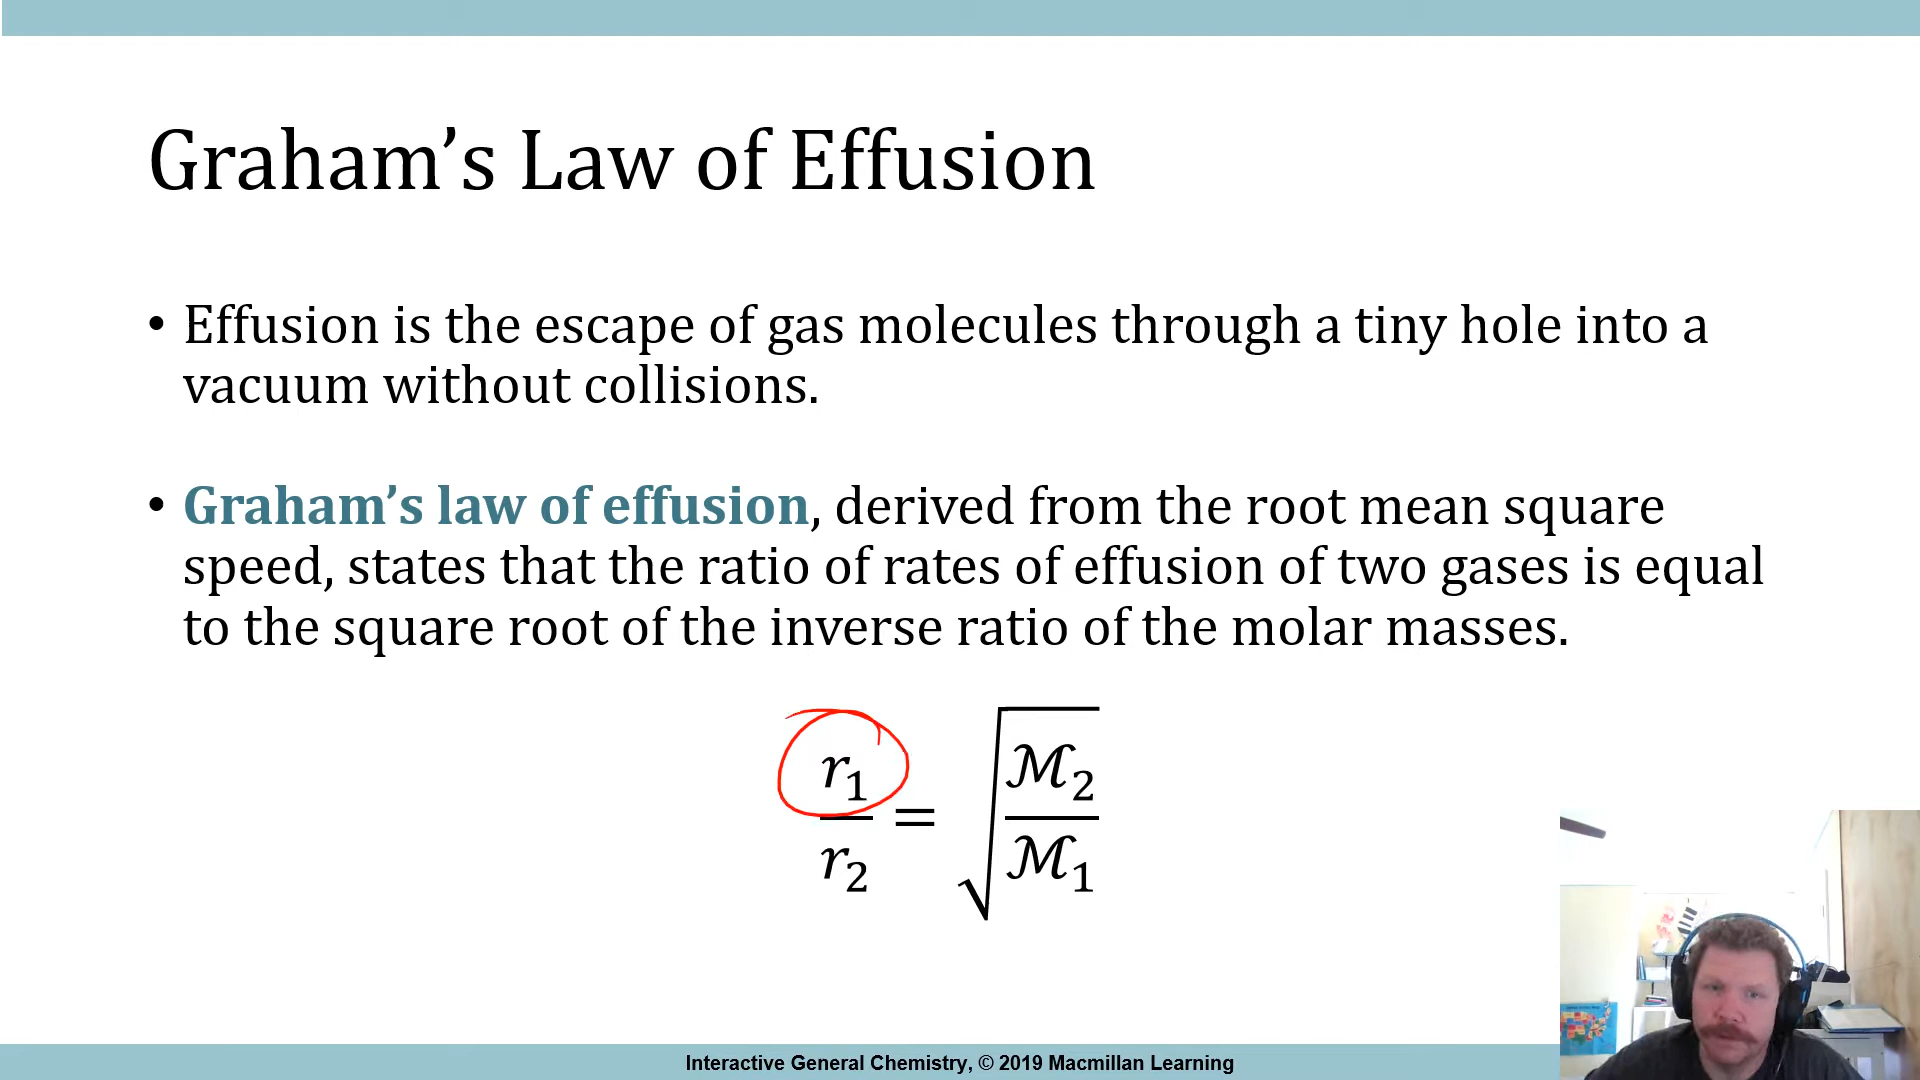 Graham’s Law of Effusion
• Effusion is the escape of gas molecules through a tiny hole into a
vacuum without collisions.
• Graham’s law of effusion, derived from the root mean square
speed, states that the ratio of rates of effusion of two gases is equal
to the square root of the inverse ratio of the molar masses.
r₁/r₂ = √(ℳ₂/ℳ₁)
Interactive General Chemistry, © 2019 Macmillan Learning